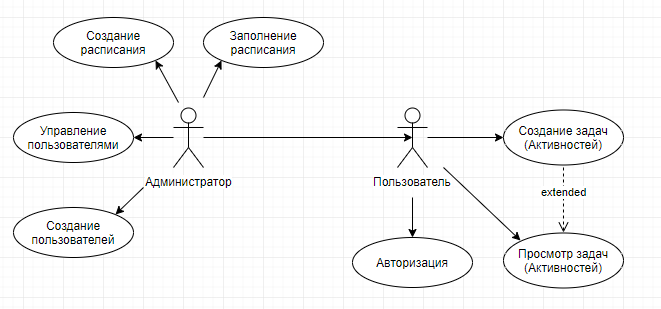 Создание
расписания
Заполнение
расписания
Управление
пользователями
Создание задач
(Активностей)
Администратор
Пользователь
extended
Создание
пользователей
Авторизация
Просмотр задач
(Активностей)